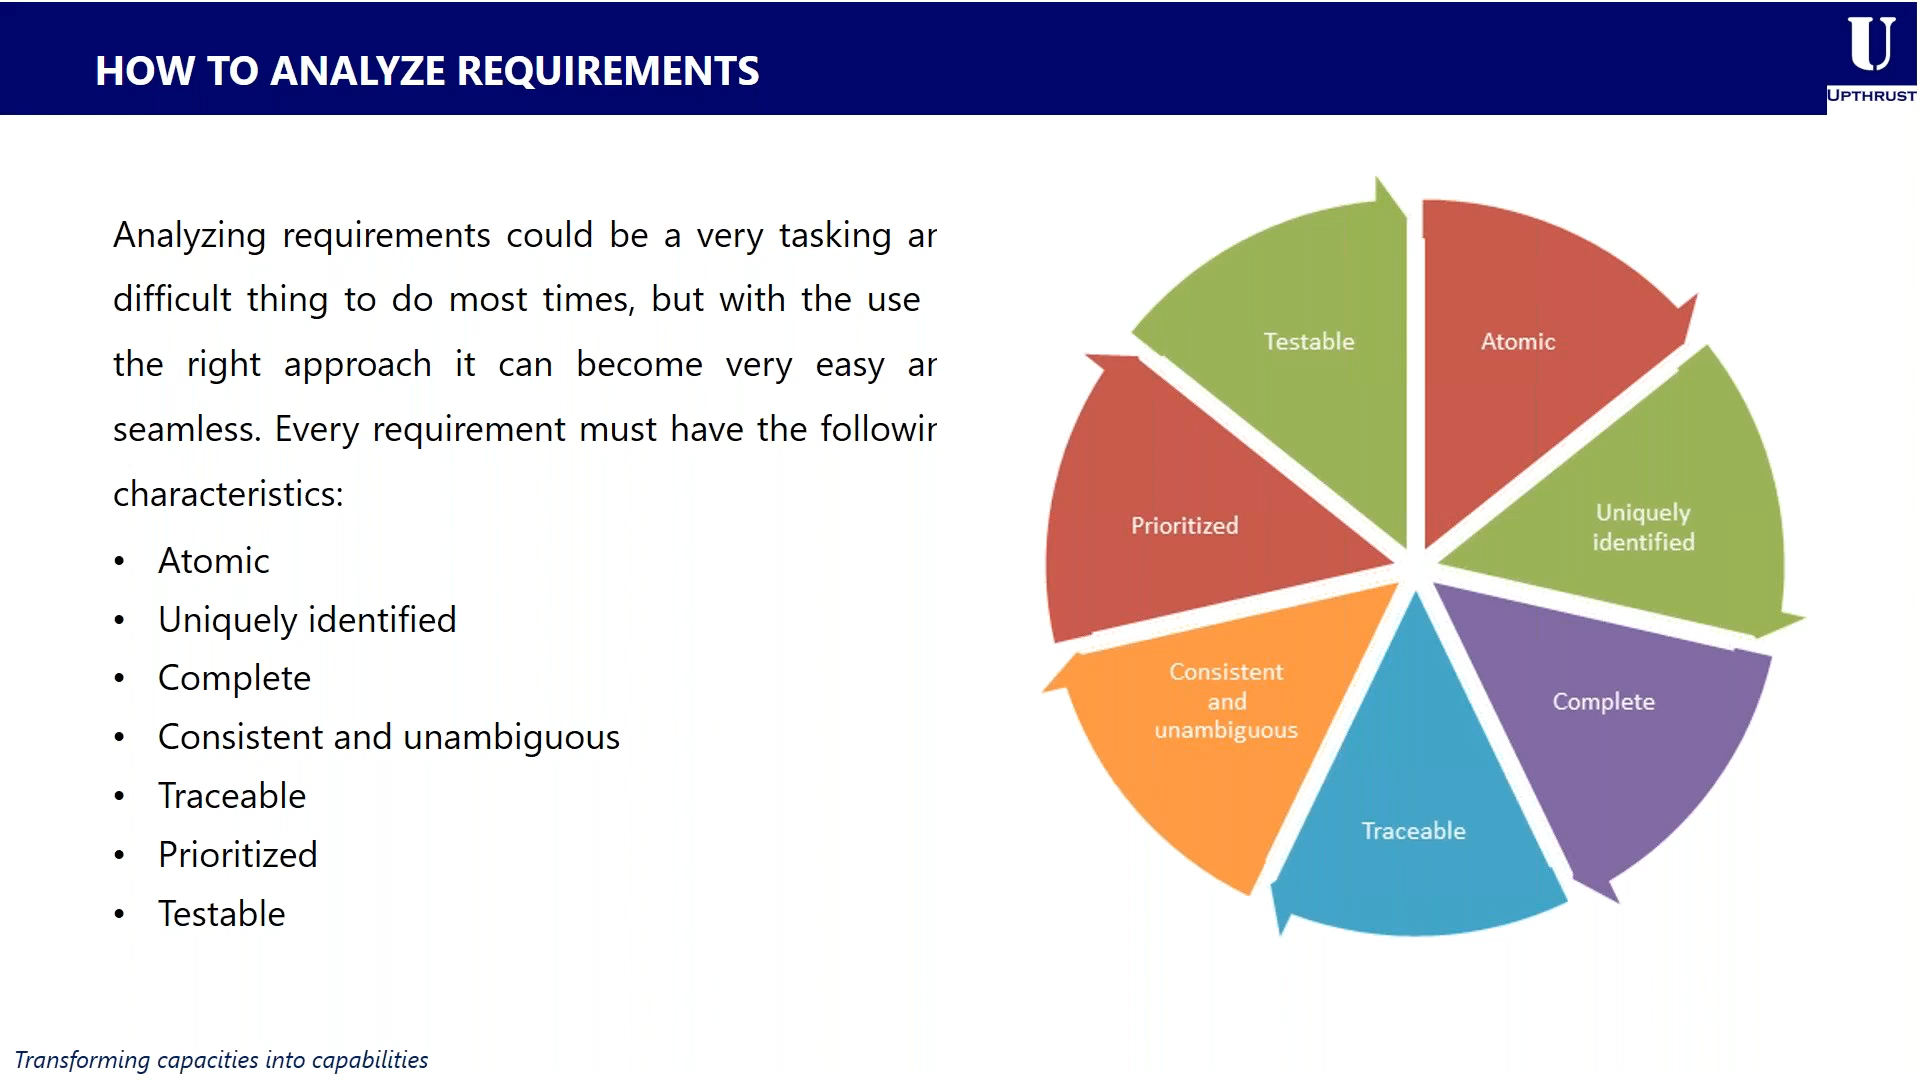 HOW TO ANALYZE REQUIREMENTS
U
UPTHRUST
Analyzing requirements could be a very tasking
difficult thing to do most times, but with the use
the right approach it can become very easy
seamless. Every requirement must have the
characteristics:
• Atomic
• Uniquely identified
• Complete
• Consistent and unambiguous
• Traceable
• Prioritized
• Testable
Testable
Atomic
Prioritized
Uniquely
identified
Consistent
and
unambiguous
Complete
Traceable
Transforming capacities into capabilities